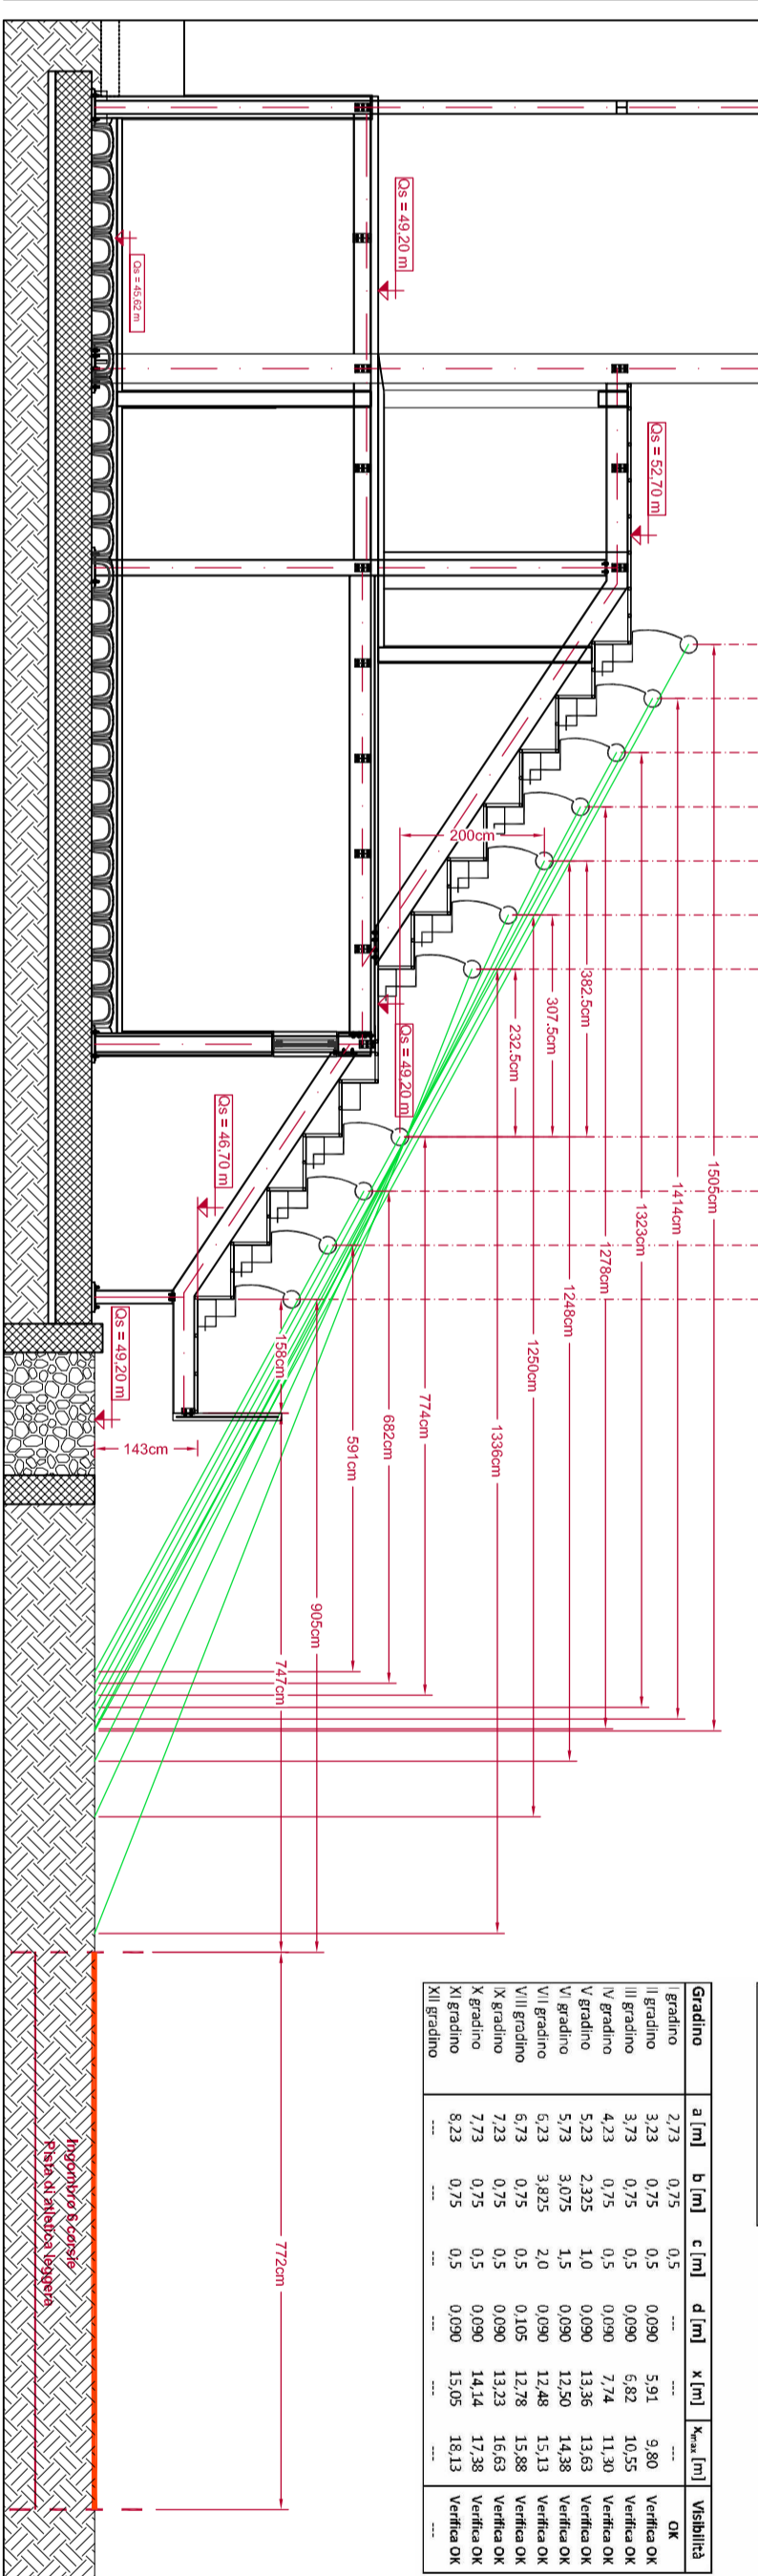 Qs = 49,20 m
Qs = 45,62 m
Qs = 52,70 m
200cm
382.5cm
307.5cm
232.5cm
Qs = 49,20 m
Qs = 46,70 m
Qs = 49,20 m
143cm
158cm
1505cm
1414cm
1323cm
1278cm
1248cm
1250cm
1336cm
774cm
682cm
591cm
905cm
747cm
772cm
Ingombro 6 corsie
Pista di atletica leggera
Gradino a [m] b [m] c [m] d [m] x [m] xmax [m] Visibilità
I gradino 2,73 0,75 0,5 --- --- --- OK
II gradino 3,23 0,75 0,5 0,090 5,91 9,80 Verifica OK
III gradino 3,73 0,75 0,5 0,090 6,82 10,55 Verifica OK
IV gradino 4,23 0,75 0,5 0,090 7,74 11,30 Verifica OK
V gradino 5,23 2,325 1,0 0,090 13,36 13,63 Verifica OK
VI gradino 5,73 3,075 1,5 0,090 12,50 14,38 Verifica OK
VII gradino 6,23 3,825 2,0 0,090 12,48 15,13 Verifica OK
VIII gradino 6,73 0,75 0,5 0,105 12,78 15,88 Verifica OK
IX gradino 7,23 0,75 0,5 0,090 13,23 16,63 Verifica OK
X gradino 7,73 0,75 0,5 0,090 14,14 17,38 Verifica OK
XI gradino 8,23 0,75 0,5 0,090 15,05 18,13 Verifica OK
XII gradino --- --- --- --- --- --- ---